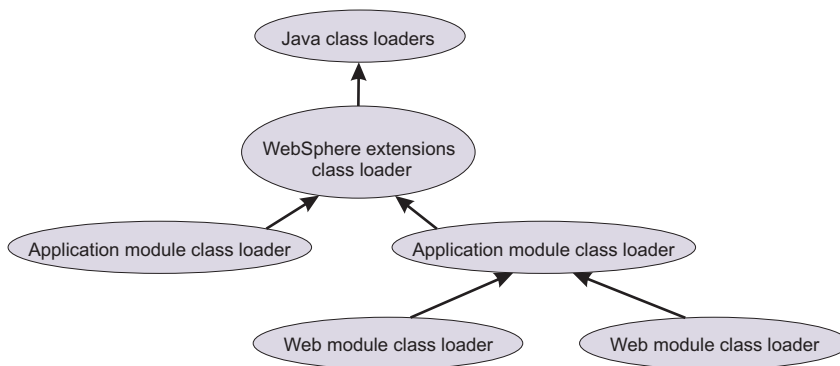 Java class loaders
WebSphere extensions
class loader
Application module class loader
Application module class loader
Web module class loader
Web module class loader